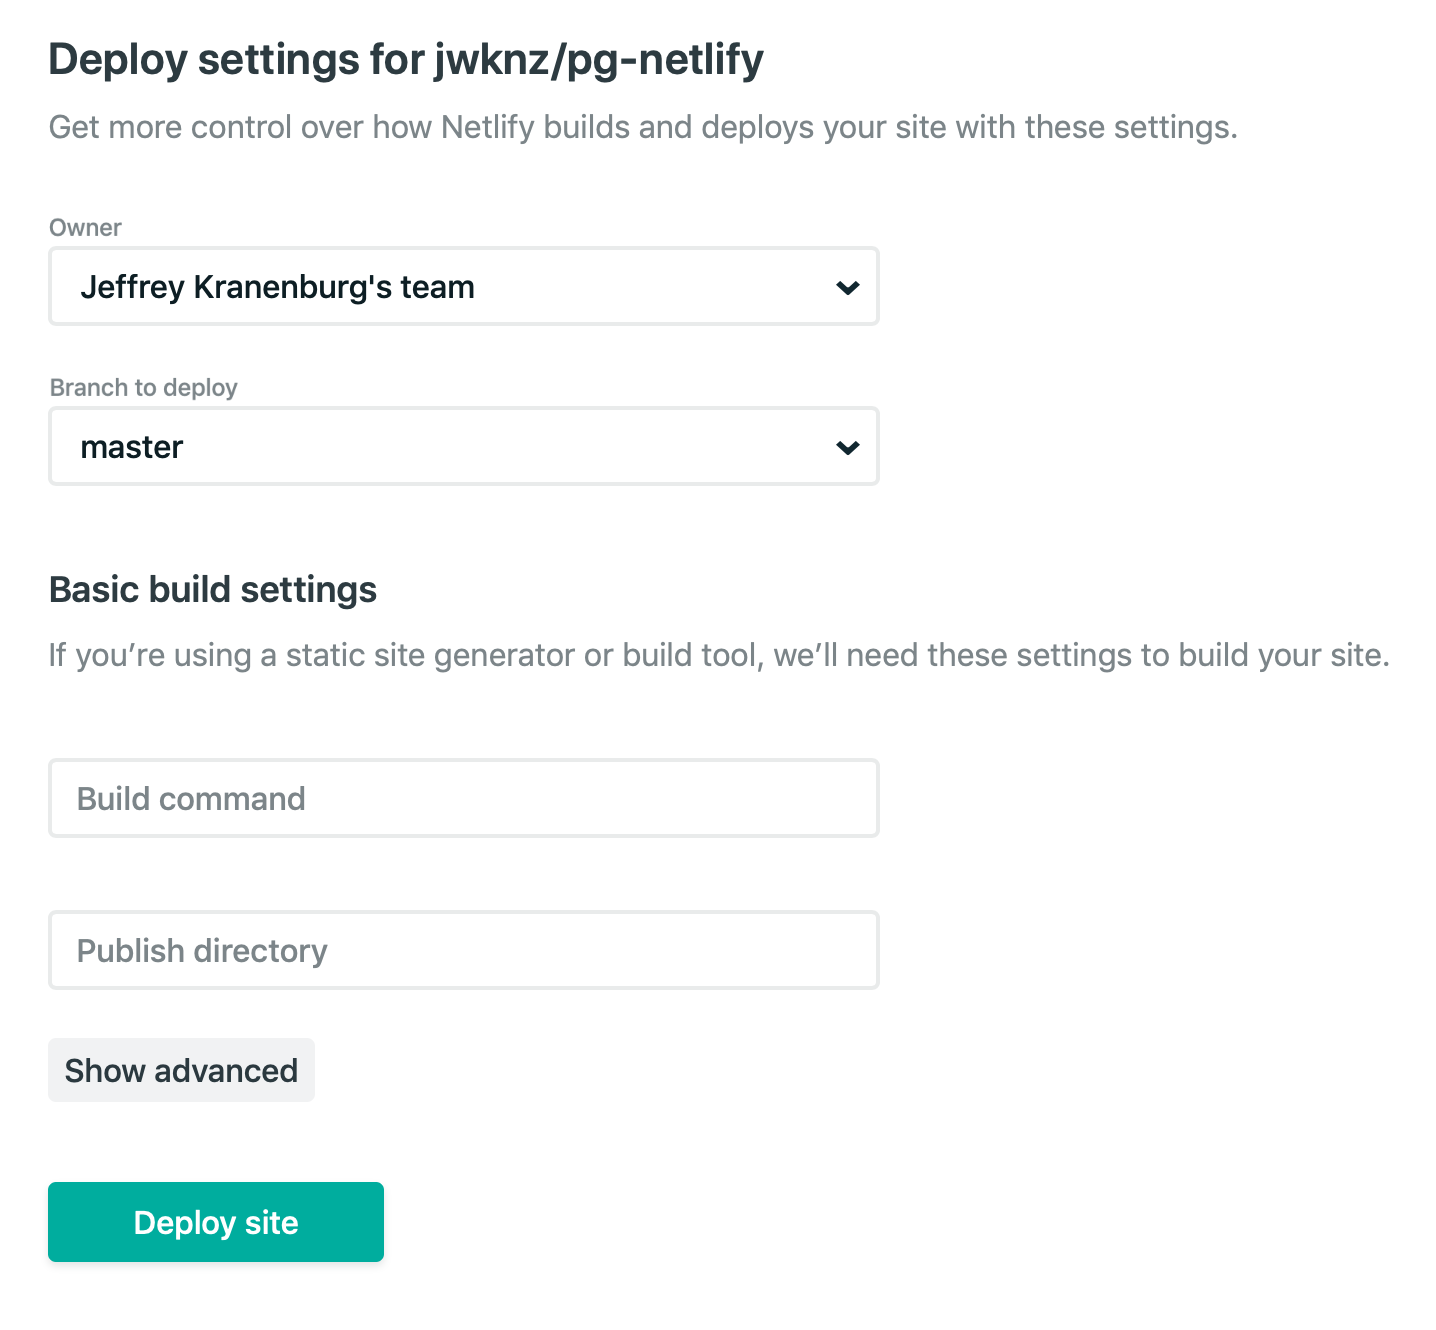 Deploy settings for jwknz/pg-netlify
Get more control over how Netlify builds and deploys your site with these settings.
Owner
Jeffrey Kranenburg's team
Branch to deploy
master
Basic build settings
If you’re using a static site generator or build tool, we’ll need these settings to build your site.
Build command
Publish directory
Show advanced
Deploy site